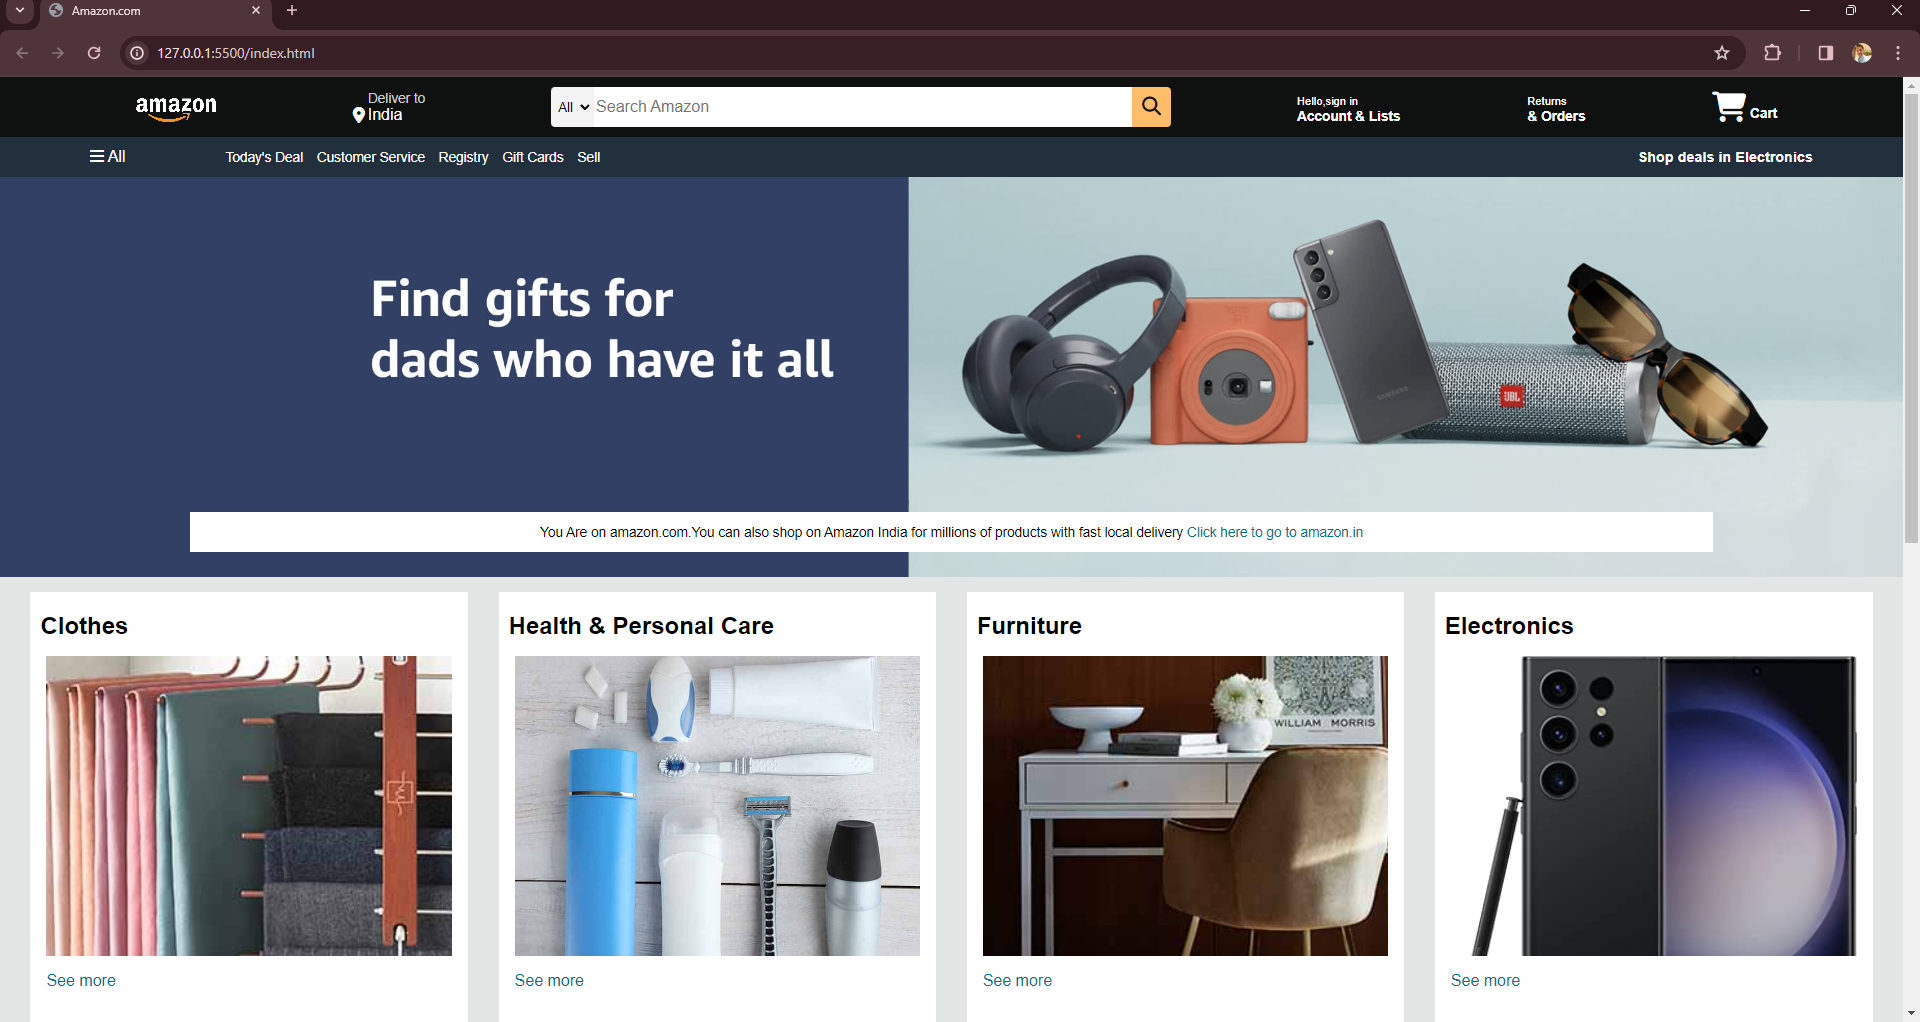 Amazon.com
127.0.0.1:5500/index.html
amazon
Deliver to
India
All
Search Amazon
Hello,sign in
Account & Lists
Returns
& Orders
Cart
All
Today's Deal Customer Service Registry Gift Cards Sell
Shop deals in Electronics
Find gifts for
dads who have it all
SAMSUNG
JBL
You Are on amazon.com.You can also shop on Amazon India for millions of products with fast local delivery Click here to go to amazon.in
Clothes
Health & Personal Care
Furniture
Electronics
WILLIAM MORRIS
See more
See more
See more
See more